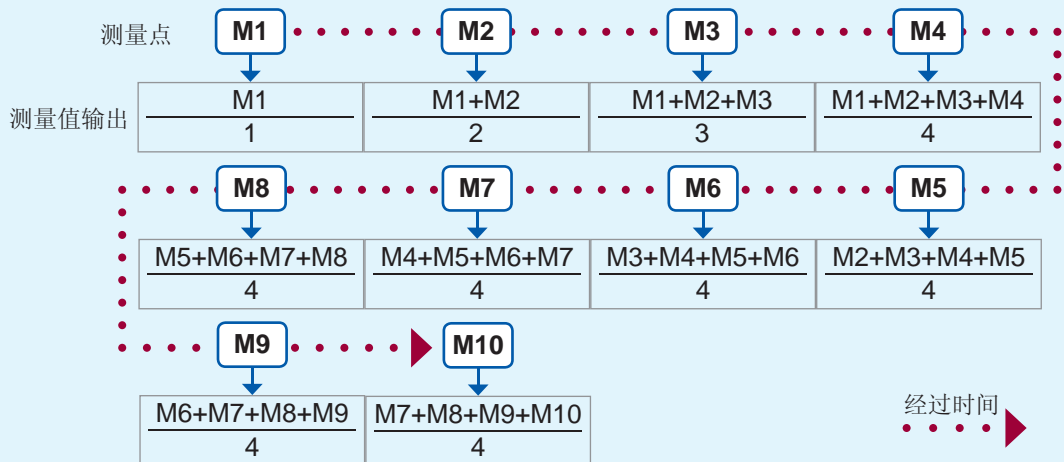 测量点 M1 M2 M3 M4
测量值输出
M1 M1+M2 M1+M2+M3 M1+M2+M3+M4
1 2 3 4
M8 M7 M6 M5
M5+M6+M7+M8 M4+M5+M6+M7 M3+M4+M5+M6 M2+M3+M4+M5
4 4 4 4
M9 M10
M6+M7+M8+M9 M7+M8+M9+M10
4 4
经过时间